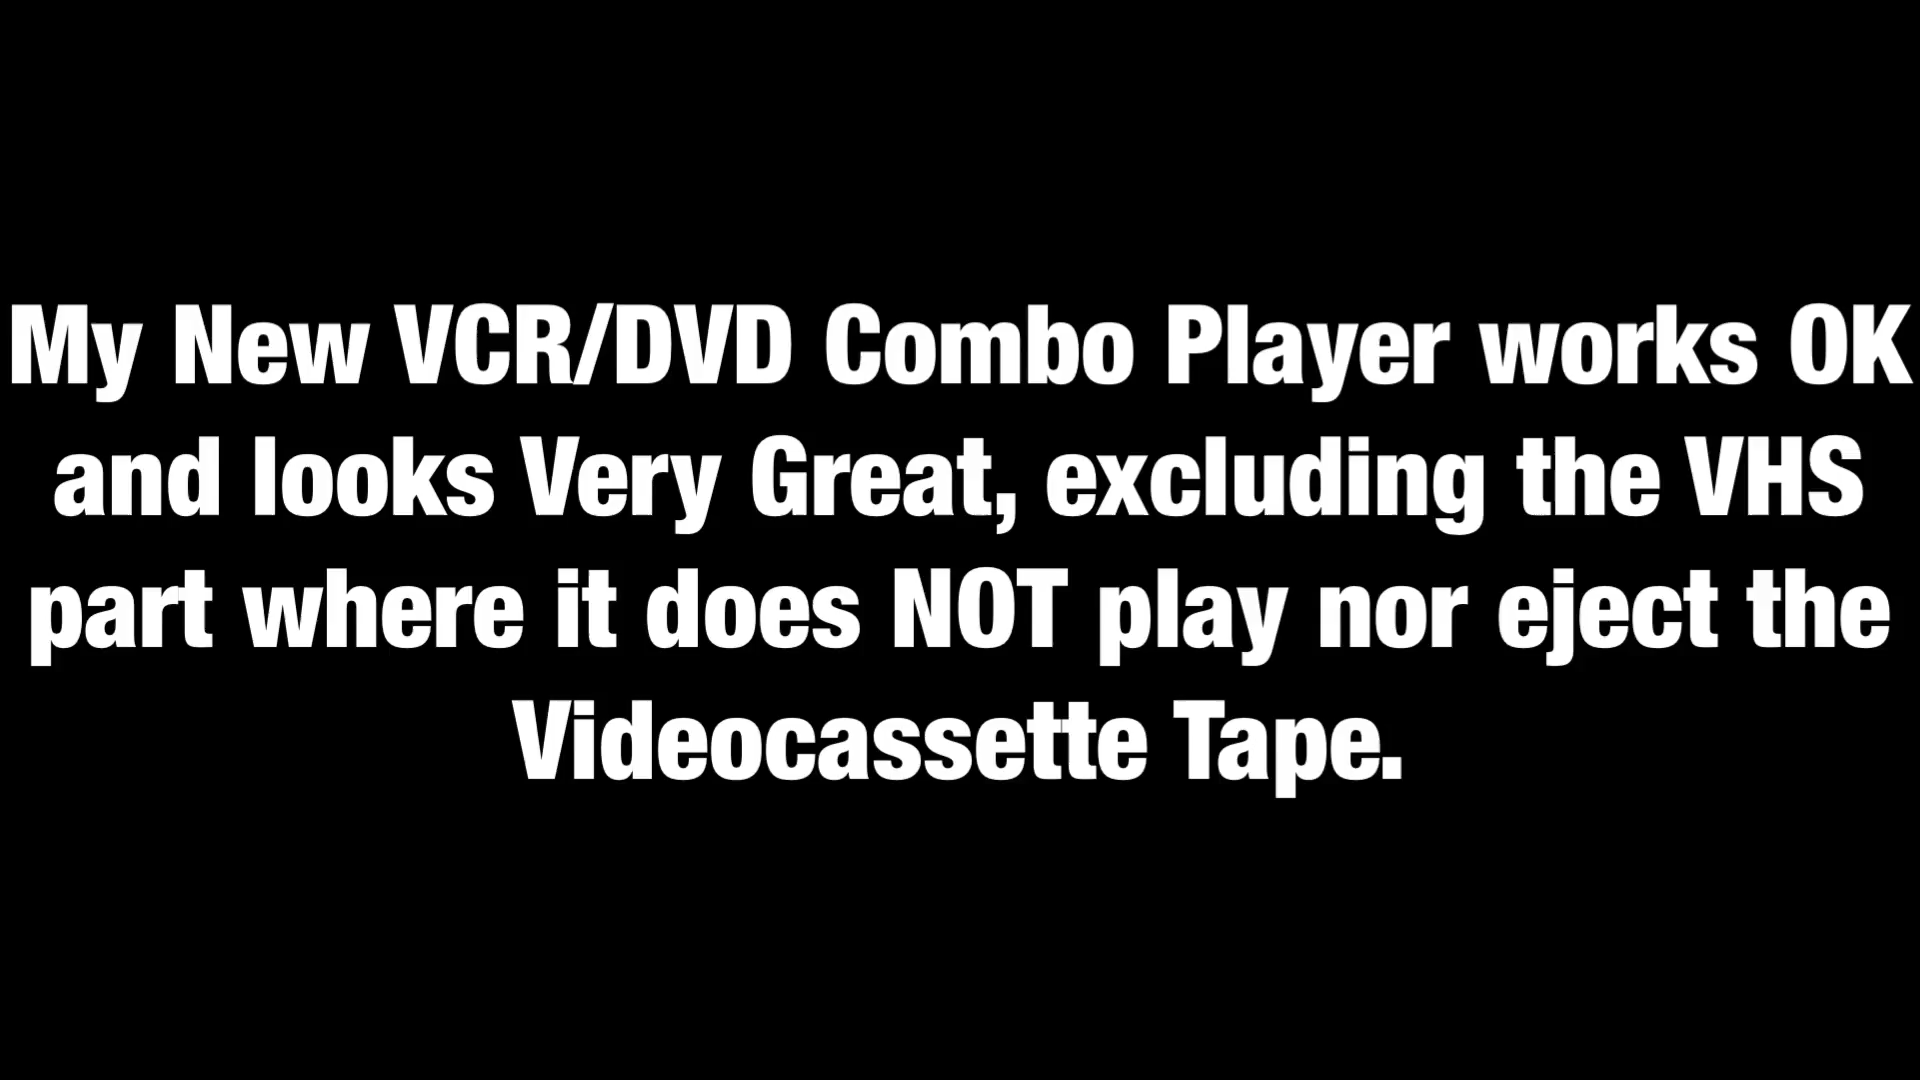 My New VCR/DVD Combo Player works OK
and looks Very Great, excluding the VHS
part where it does NOT play nor eject the
Videocassette Tape.